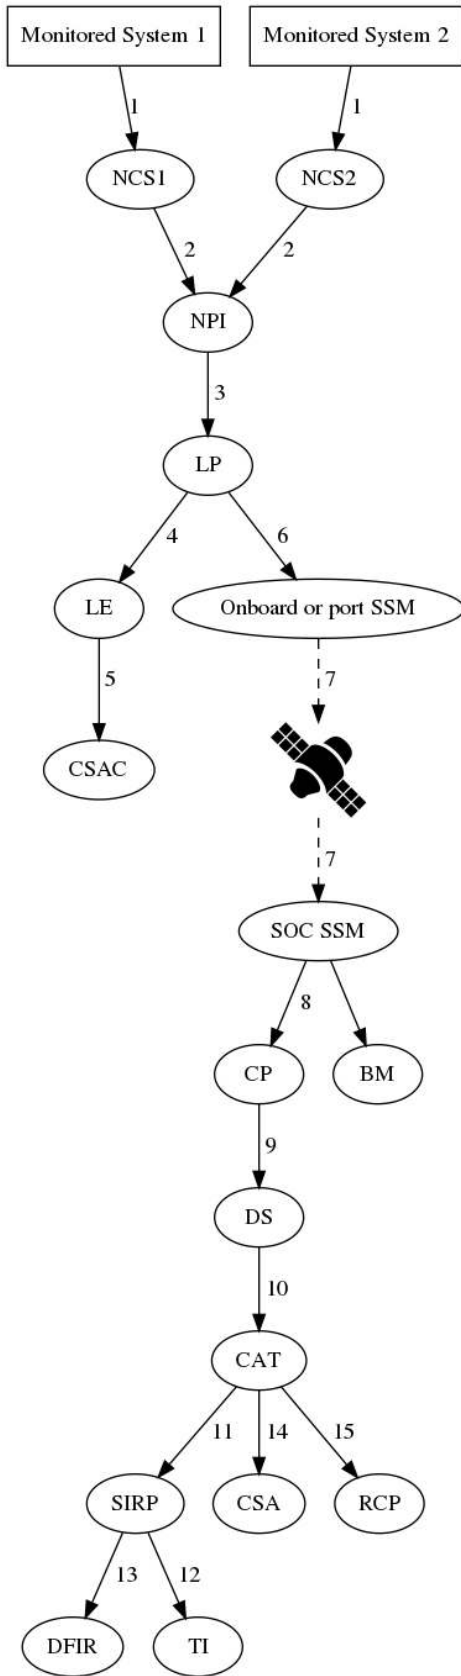 Monitored System 1
Monitored System 2
1
1
NCS1
NCS2
2
2
NPI
3
LP
4
6
LE
Onboard or port SSM
5
7
CSAC
7
SOC SSM
8
CP
BM
9
DS
10
CAT
11
14
15
SIRP
CSA
RCP
13
12
DFIR
TI